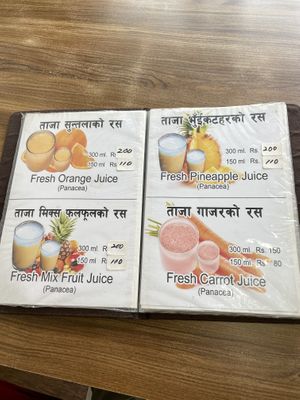 ताजा सुन्तलाको रस
300 ml. Rs 200
150 ml. Rs 110
Fresh Orange Juice
(Panacea)
ताजा मिक्स फलफुलको रस
300 ml. Rs 200
150 ml Rs 110
Fresh Mix Fruit Juice
(Panacea)
ताजा भुईकटहरको रस
300 ml. Rs 200
150 ml. Rs 110
Fresh Pineapple Juice
(Panacea)
ताजा गाजरको रस
300 ml. Rs. 150
150 ml Rs. 80
Fresh Carrot Juice
(Panacea)